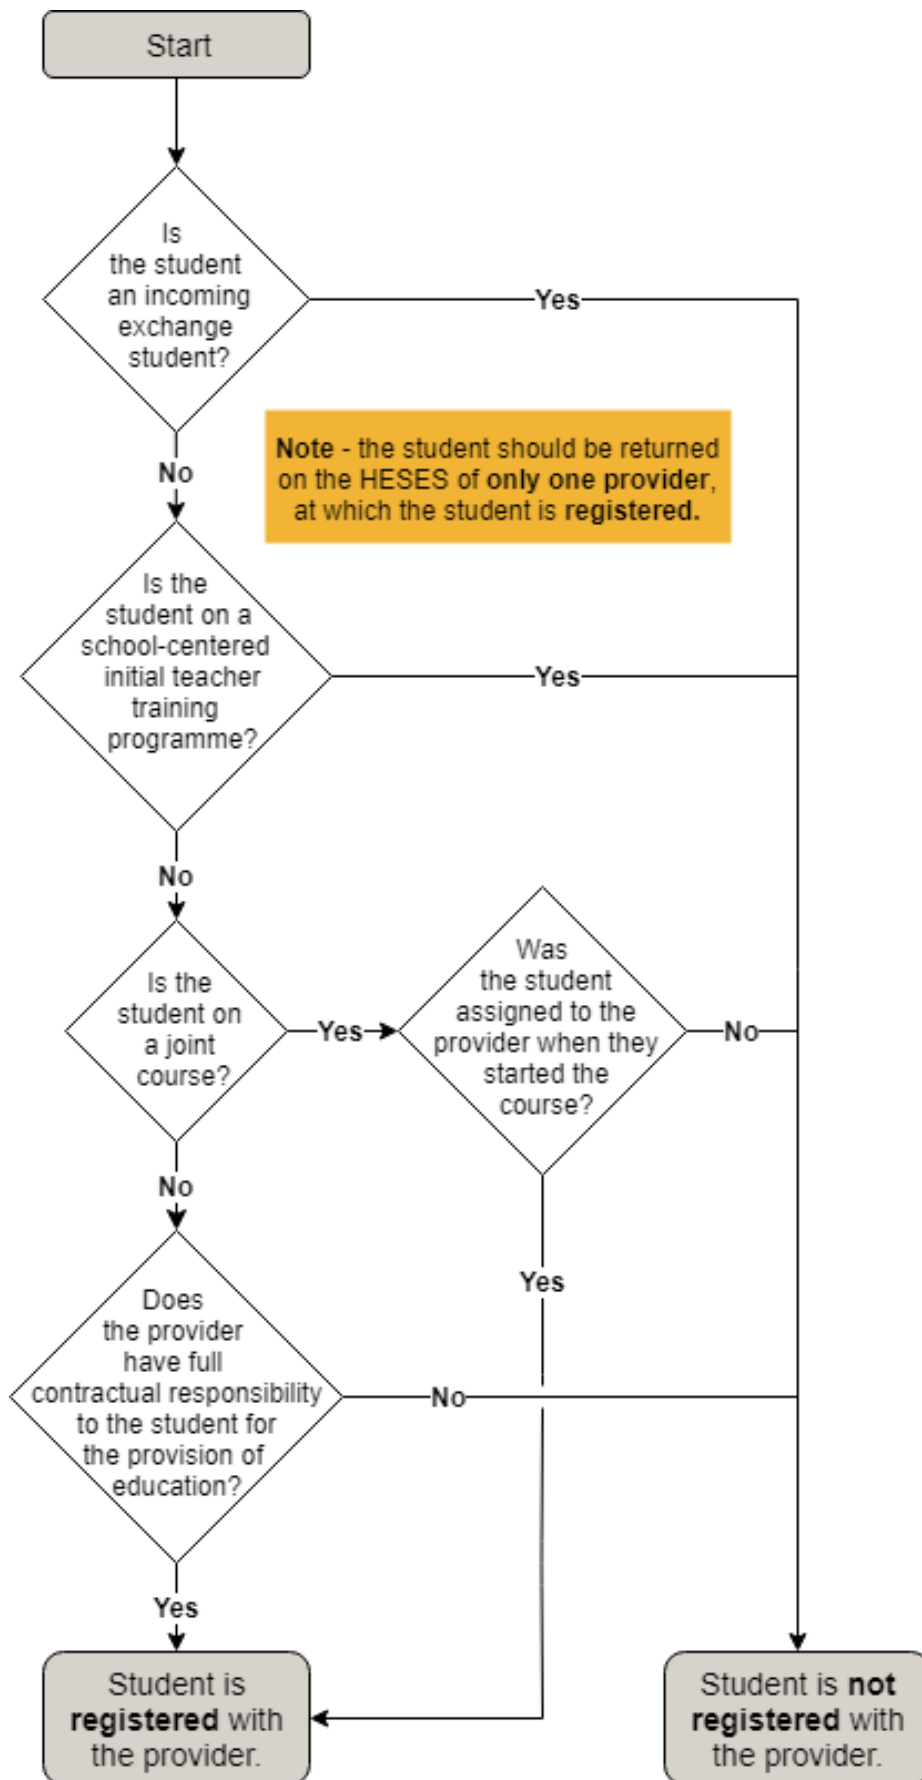 Start
Is
the student
an incoming
exchange
student?
Yes
No
Note - the student should be returned
on the HESES of only one provider,
at which the student is registered.
Is the
student on a
school-centered
initial teacher
training
programme?
Yes
No
Is the
student on
a joint
course?
Yes
Was
the student
assigned to the
provider when they
started the
course?
No
No
Yes
Does
the provider
have full
contractual responsibility
to the student for
the provision of
education?
No
Yes
Student is
registered with
the provider.
Student is not
registered with
the provider.